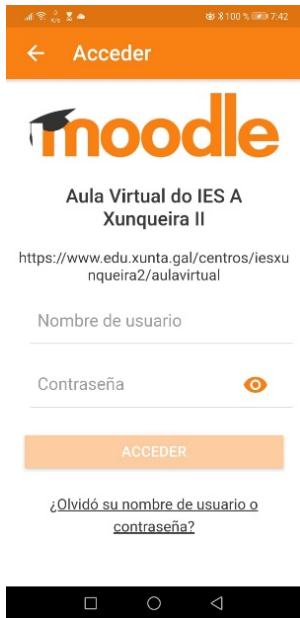 100 % 7:42
Acceder
moodle
Aula Virtual do IES A
Xunqueira II
https://www.edu.xunta.gal/centros/iesxu
nqueira2/aulavirtual
Nombre de usuario
Contraseña
ACCEDER
¿Olvidó su nombre de usuario o
contraseña?